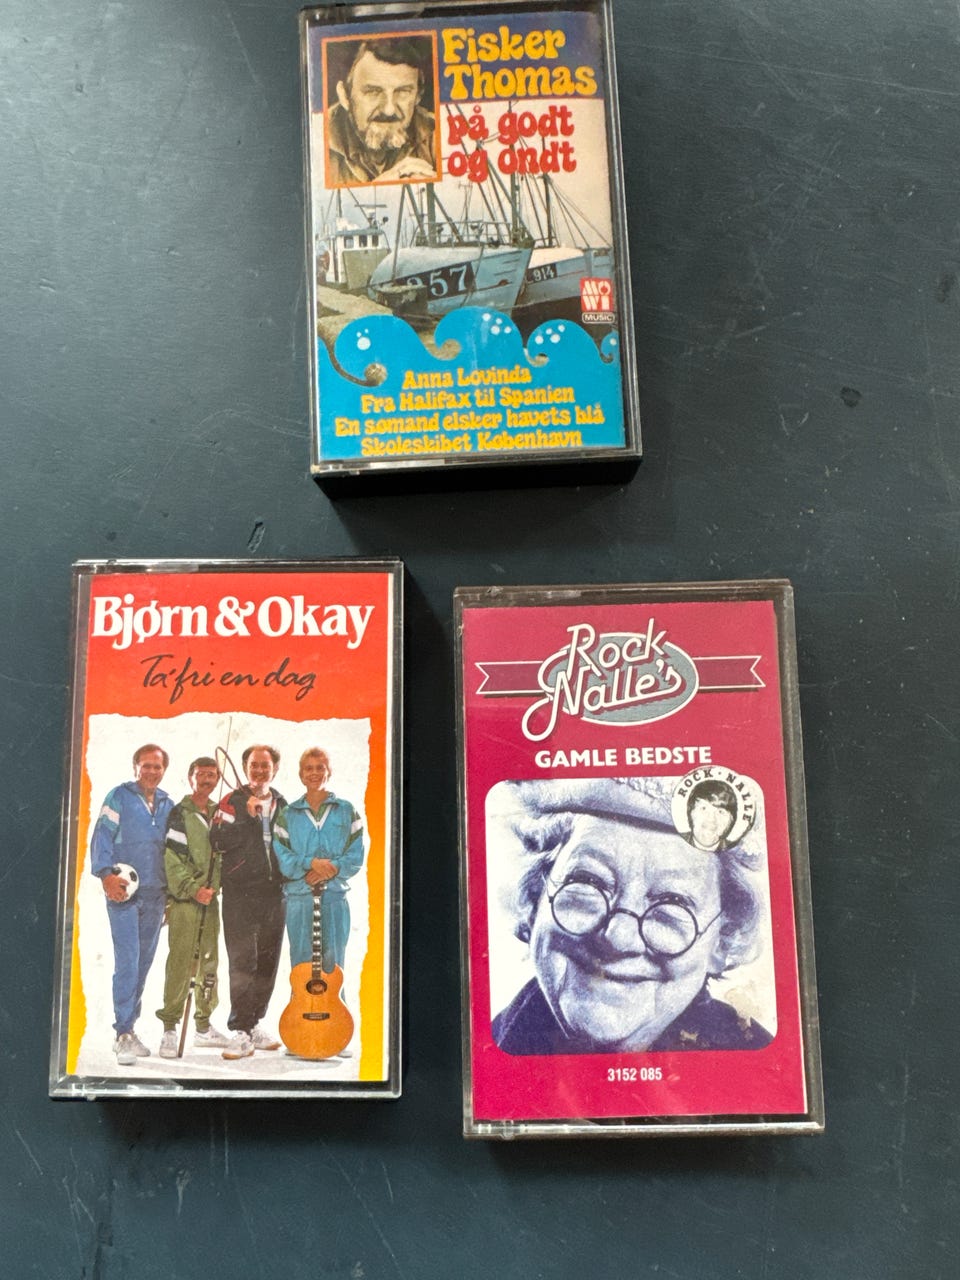 Fisker
Thomas
på godt
og ondt
957
914
MOWI
MUSIC
Anna Lovinda
Fra Halifax til Spanien
En sømand elsker havets blå
Skoleskibet København
Bjørn & Okay
Ta' fri en dag
Rock
Nalle's
GAMLE BEDSTE
ROCK · NALLE
3152 085